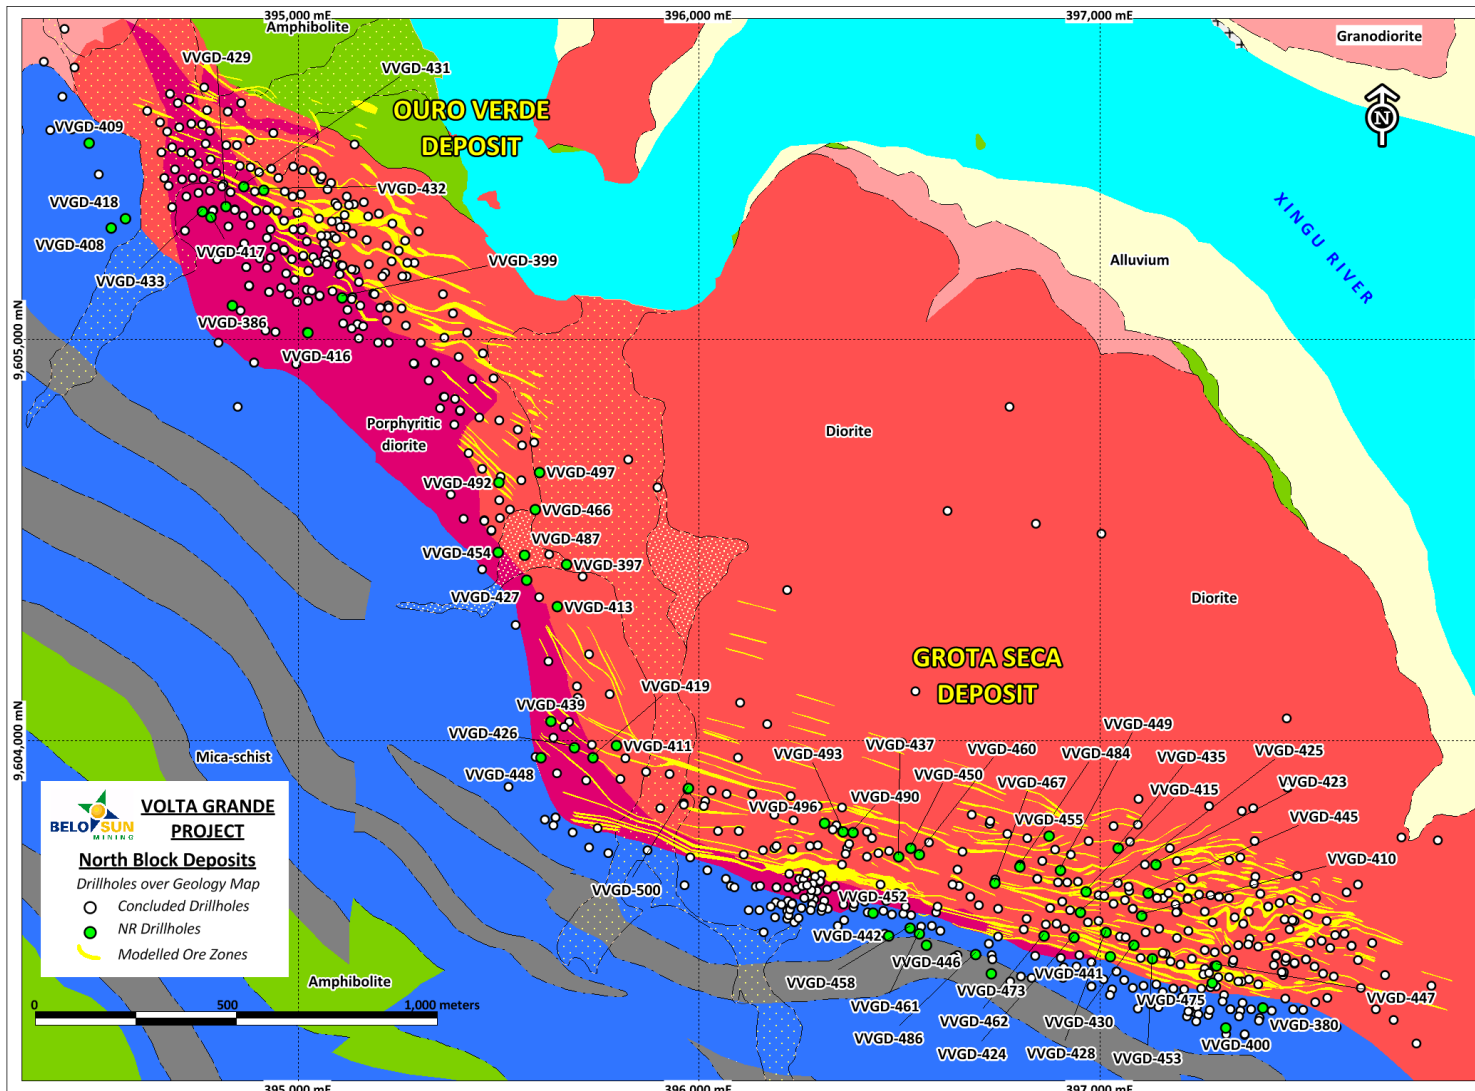 395,000 mE
396,000 mE
397,000 mE
Amphibolite
Granodiorite
VVGD-429
VVGD-431
OURO VERDE
DEPOSIT
N
VVGD-409
VVGD-432
VVGD-418
XINGU RIVER
VVGD-408
VVGD-417
VVGD-399
Alluvium
VVGD-433
VVGD-386
9,605,000 mN
VVGD-416
Porphyritic
diorite
Diorite
VVGD-497
VVGD-492
VVGD-466
VVGD-487
VVGD-454
VVGD-397
VVGD-427
VVGD-413
Diorite
GROTA SECA
DEPOSIT
VVGD-419
VVGD-439
VVGD-426
VVGD-411
VVGD-449
9,604,000 mN
Mica-schist
VVGD-448
VVGD-493
VVGD-437
VVGD-460
VVGD-484
VVGD-435
VVGD-425
VVGD-450
VVGD-467
VVGD-423
VVGD-415
VVGD-496
VVGD-490
VVGD-455
VVGD-445
VVGD-410
VVGD-500
VVGD-452
VVGD-442
VVGD-446
VVGD-458
VVGD-441
VVGD-473
VVGD-475
VVGD-447
VVGD-461
VVGD-462
VVGD-430
VVGD-380
VVGD-486
VVGD-400
VVGD-424
VVGD-428
VVGD-453
BELO SUN
MINING
VOLTA GRANDE
PROJECT
North Block Deposits
Drillholes over Geology Map
Concluded Drillholes
NR Drillholes
Modelled Ore Zones
Amphibolite
0
500
1,000 meters
395,000 mE
396,000 mE
397,000 mE